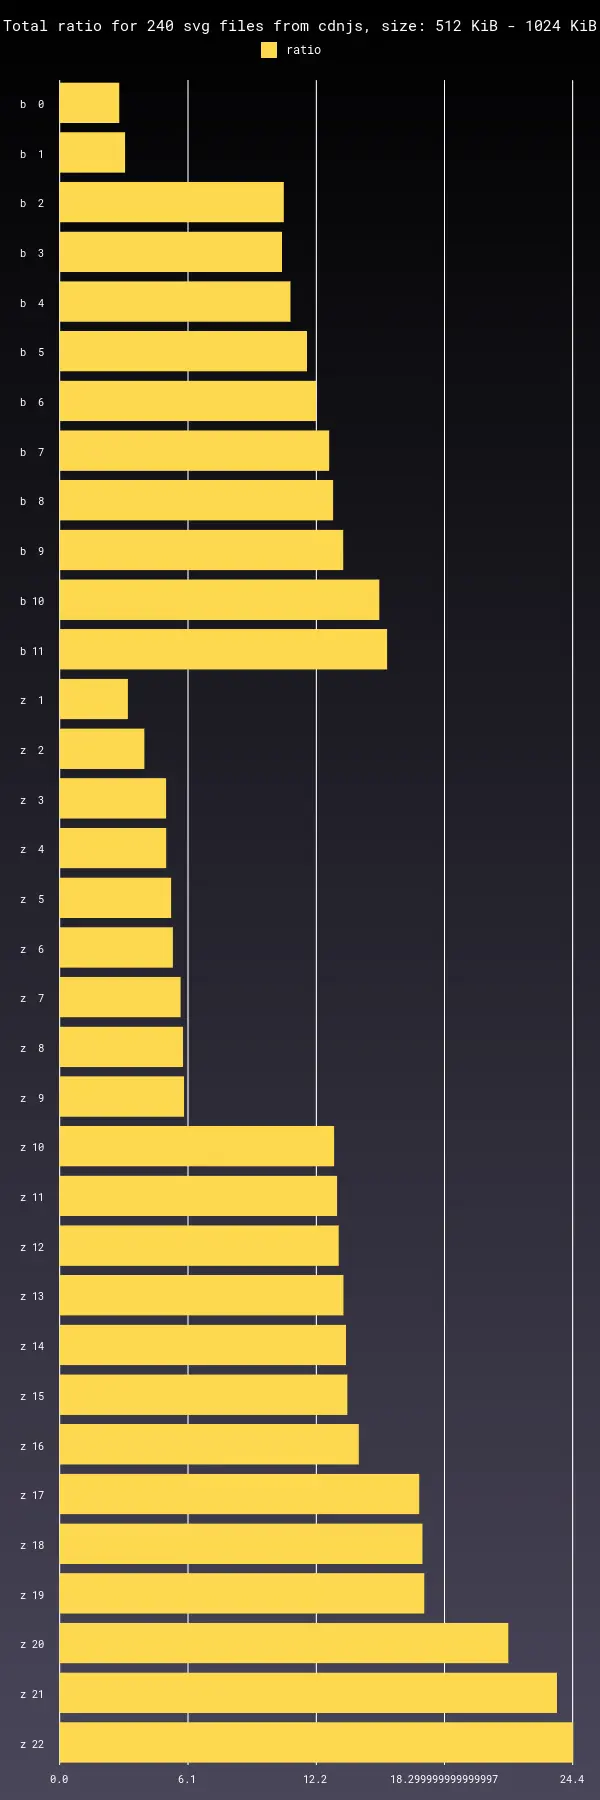 Total ratio for 240 svg files from cdnjs, size: 512 KiB - 1024 KiB
ratio
b 0
b 1
b 2
b 3
b 4
b 5
b 6
b 7
b 8
b 9
b 10
b 11
z 1
z 2
z 3
z 4
z 5
z 6
z 7
z 8
z 9
z 10
z 11
z 12
z 13
z 14
z 15
z 16
z 17
z 18
z 19
z 20
z 21
z 22
0.0 6.1 12.2 18.299999999999997 24.4